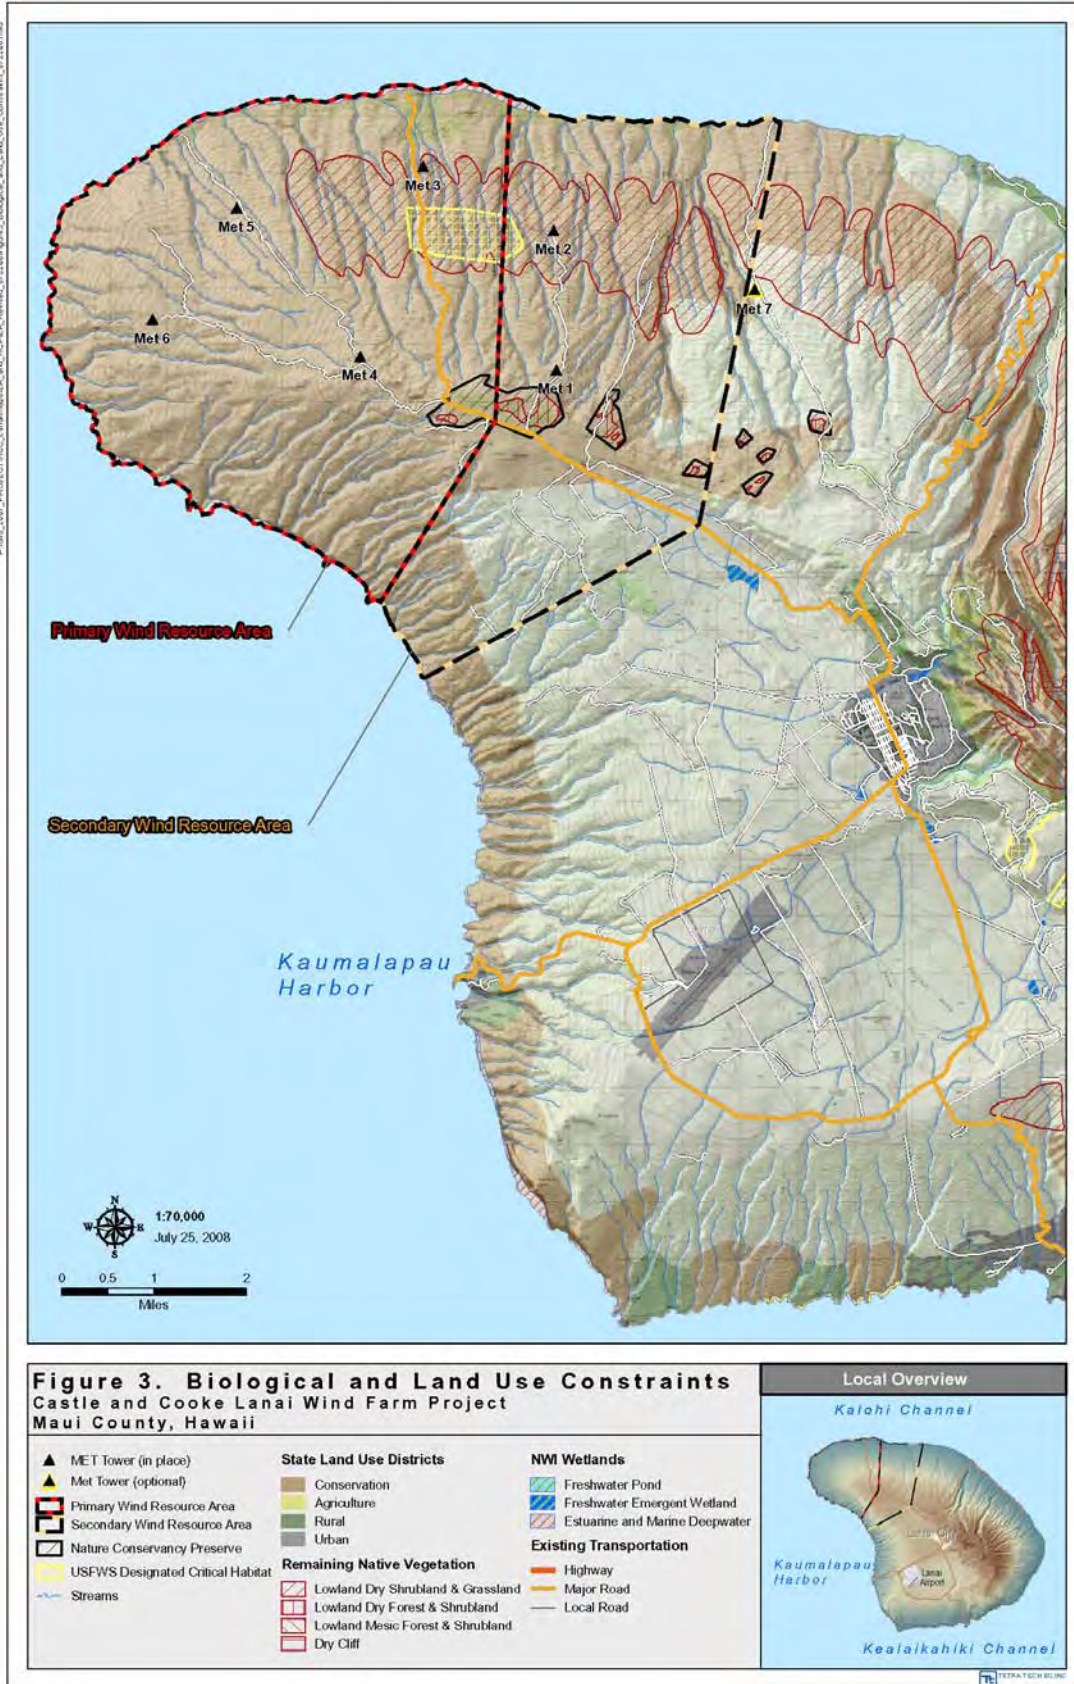 Met 3
Met 5
Met 2
Met 7
Met 6
Met 4
Met 1
Primary Wind Resource Area
Secondary Wind Resource Area
Kaumalapau
Harbor
N
W E
S
1:70,000
July 25, 2008
0 0.5 1 2
Miles
Figure 3. Biological and Land Use Constraints
Castle and Cooke Lanai Wind Farm Project
Maui County, Hawaii
MET Tower (in place)
Met Tower (optional)
Primary Wind Resource Area
Secondary Wind Resource Area
Nature Conservancy Preserve
USFWS Designated Critical Habitat
Streams
State Land Use Districts
Conservation
Agriculture
Rural
Urban
Remaining Native Vegetation
Lowland Dry Shrubland & Grassland
Lowland Dry Forest & Shrubland
Lowland Mesic Forest & Shrubland
Dry Cliff
NWI Wetlands
Freshwater Pond
Freshwater Emergent Wetland
Estuarine and Marine Deepwater
Existing Transportation
Highway
Major Road
Local Road
Local Overview
Kalohi Channel
Lanai City
Kaumalapau
Harbor
Lanai
Airport
Kealaikahiki Channel
TETRA TECH EC, INC